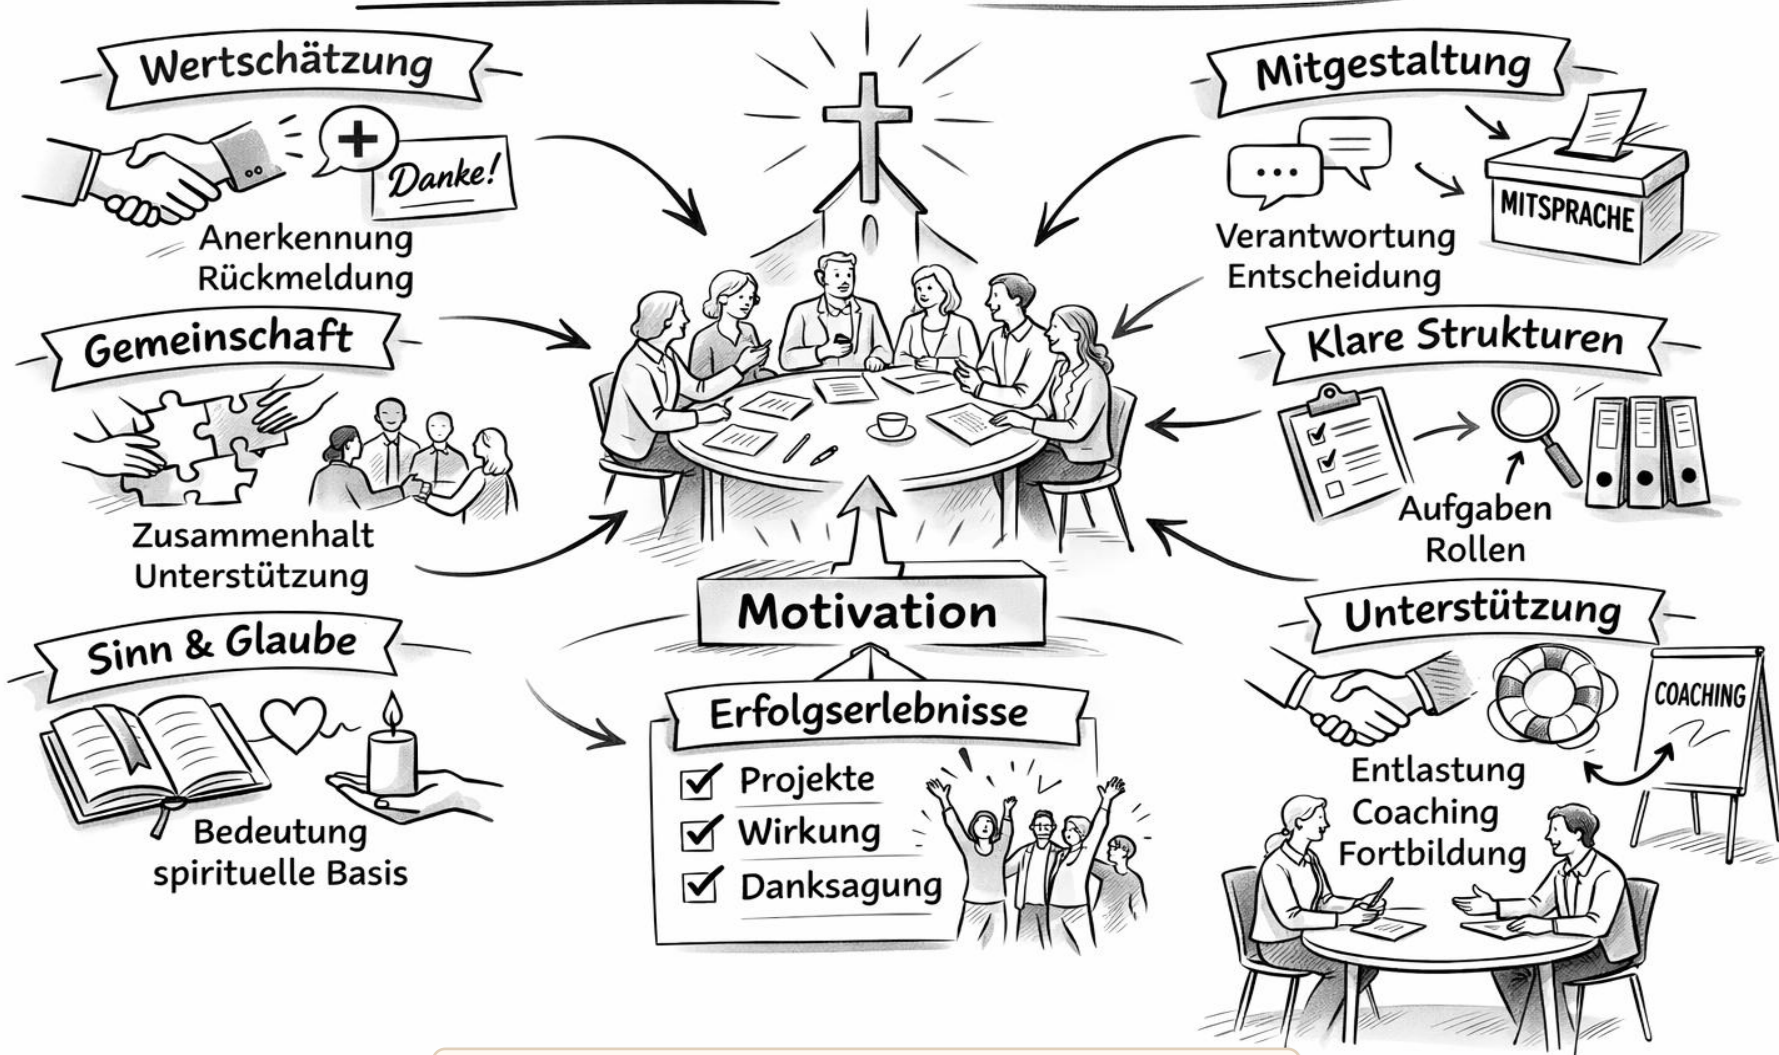 Wertschätzung
Danke!
Anerkennung
Rückmeldung
Gemeinschaft
Zusammenhalt
Unterstützung
Sinn & Glaube
Bedeutung
spirituelle Basis
Motivation
Erfolgserlebnisse
Projekte
Wirkung
Danksagung
Mitgestaltung
MITSPRACHE
Verantwortung
Entscheidung
Klare Strukturen
Aufgaben
Rollen
Unterstützung
COACHING
Entlastung
Coaching
Fortbildung